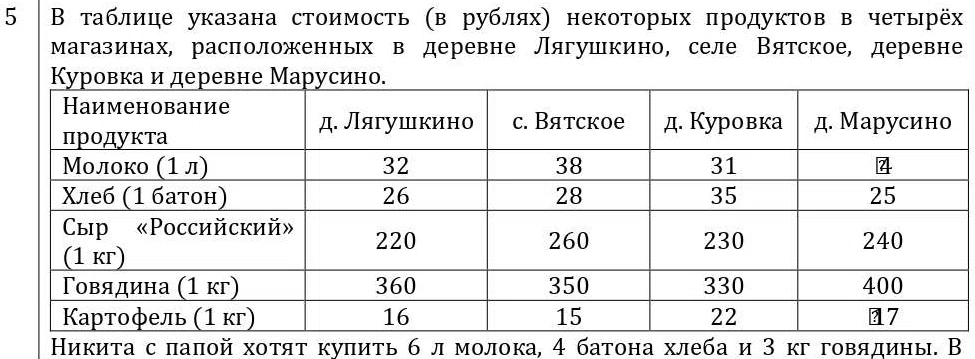 5 В таблице указана стоимость (в рублях) некоторых продуктов в четырёх
магазинах, расположенных в деревне Лягушкино, селе Вятское, деревне
Куровка и деревне Марусино.
Наименование продукта д. Лягушкино с. Вятское д. Куровка д. Марусино
Молоко (1 л) 32 38 31 4
Хлеб (1 батон) 26 28 35 25
Сыр «Российский» (1 кг) 220 260 230 240
Говядина (1 кг) 360 350 330 400
Картофель (1 кг) 16 15 22 17
Никита с папой хотят купить 6 л молока, 4 батона хлеба и 3 кг говядины. В